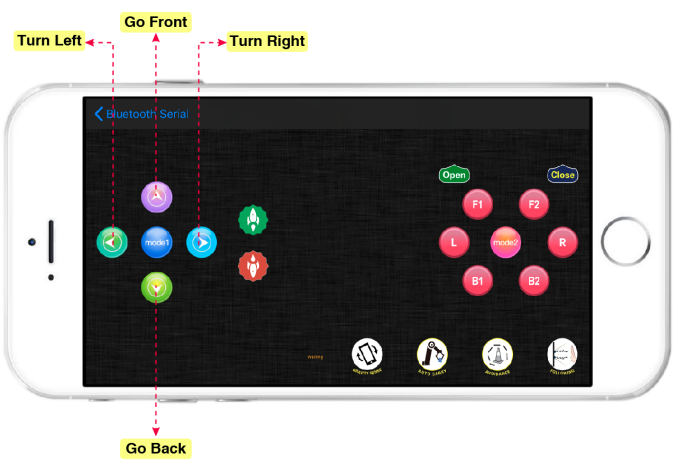 Go Front
Turn Left
Turn Right
Bluetooth Serial
Open
Close
F1
F2
mode1
L
mode2
R
B1
B2
Go Back